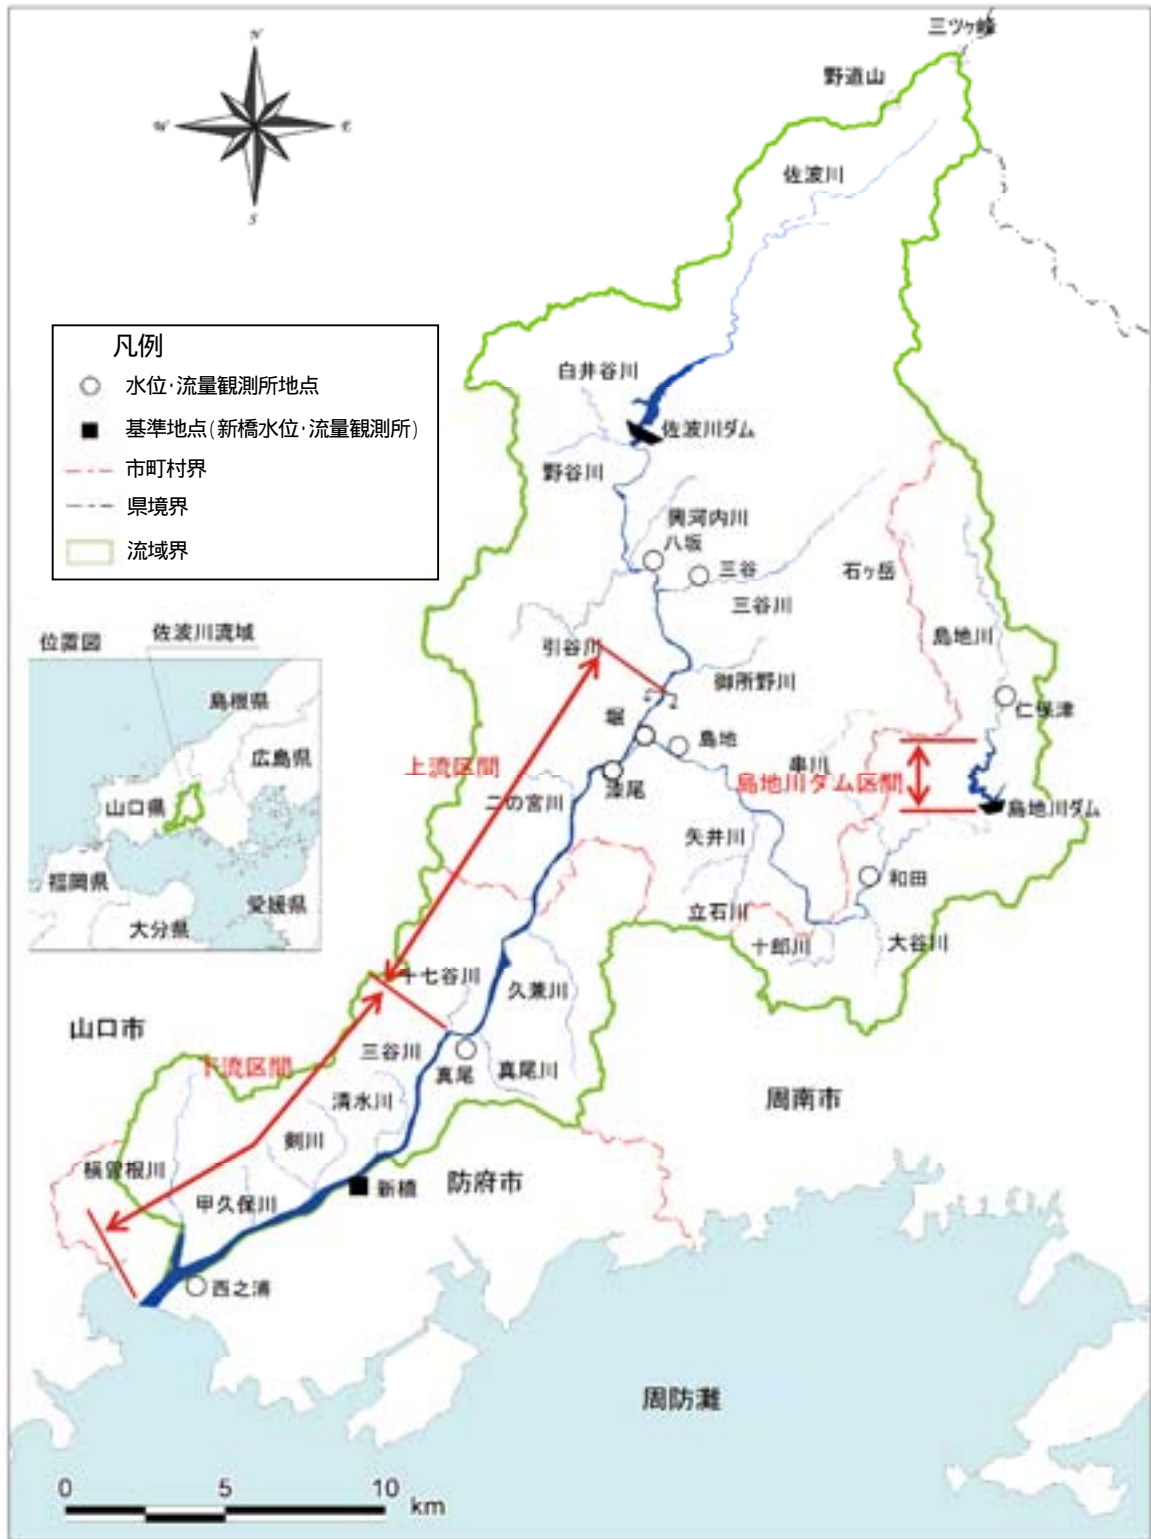 三ツヶ峰
野道山
N
W
E
S
佐波川
凡例
水位･流量観測所地点
基準地点(新橋水位･流量観測所)
市町村界
県境界
流域界
白井谷川
佐波川ダム
野谷川
奥河内川
八坂
三谷
三谷川
石ヶ岳
島地川
位置図
佐波川流域
島根県
広島県
山口県
福岡県
大分県
愛媛県
引谷川
御所野川
仁保津
堀
島地
串川
上流区間
漆尾
二の宮川
島地川ダム区間
島地川ダム
矢井川
和田
立石川
十郎川
大谷川
十七谷川
久兼川
山口市
三谷川
真尾
真尾川
下流区間
清水川
剣川
周南市
横曽根川
甲久保川
新橋
防府市
西之浦
周防灘
0
5
10
km